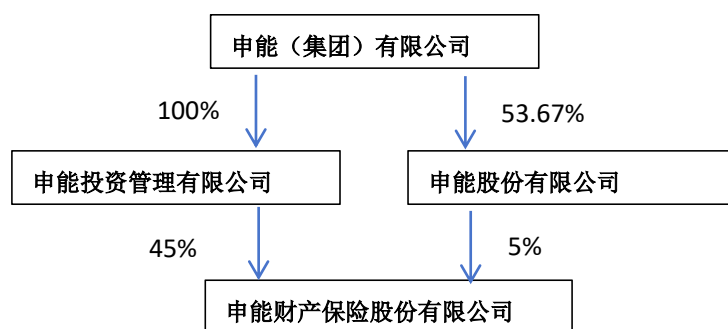 申能（集团）有限公司
100%
53.67%
申能投资管理有限公司
申能股份有限公司
45%
5%
申能财产保险股份有限公司